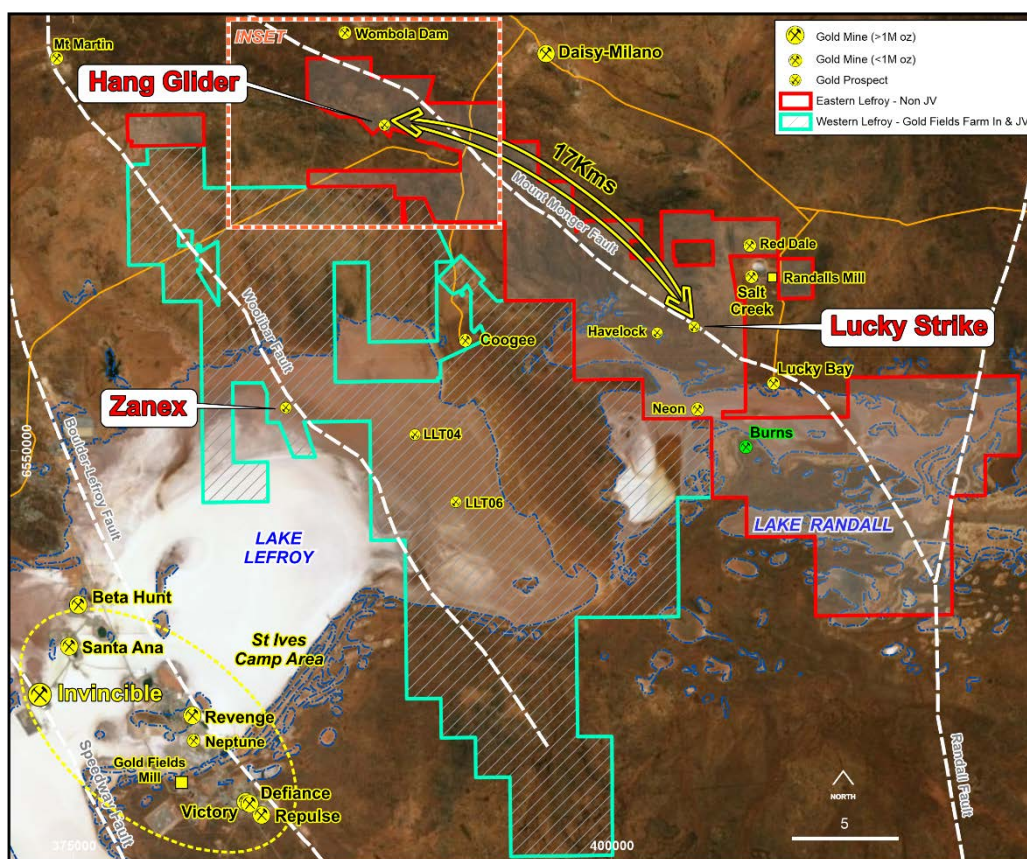 Mt Martin
INSET
Wombola Dam
Daisy-Milano
Gold Mine (>1M oz)
Gold Mine (<1M oz)
Gold Prospect
Eastern Lefroy - Non JV
Western Lefroy - Gold Fields Farm In & JV
Hang Glider
17Kms
Mount Monger Fault
Red Dale
Randalls Mill
Salt
Creek
Woolibar Fault
Coogee
Havelock
Lucky Strike
Zanex
Lucky Bay
Neon
Burns
LLT04
6550000
Boulder-Lefroy Fault
LLT06
LAKE
LEFROY
LAKE RANDALL
Beta Hunt
Santa Ana
St Ives
Camp Area
Invincible
Revenge
Neptune
Speedway Fault
Gold Fields
Mill
Defiance
Victory
Repulse
Randall Fault
NORTH
5
375000
400000